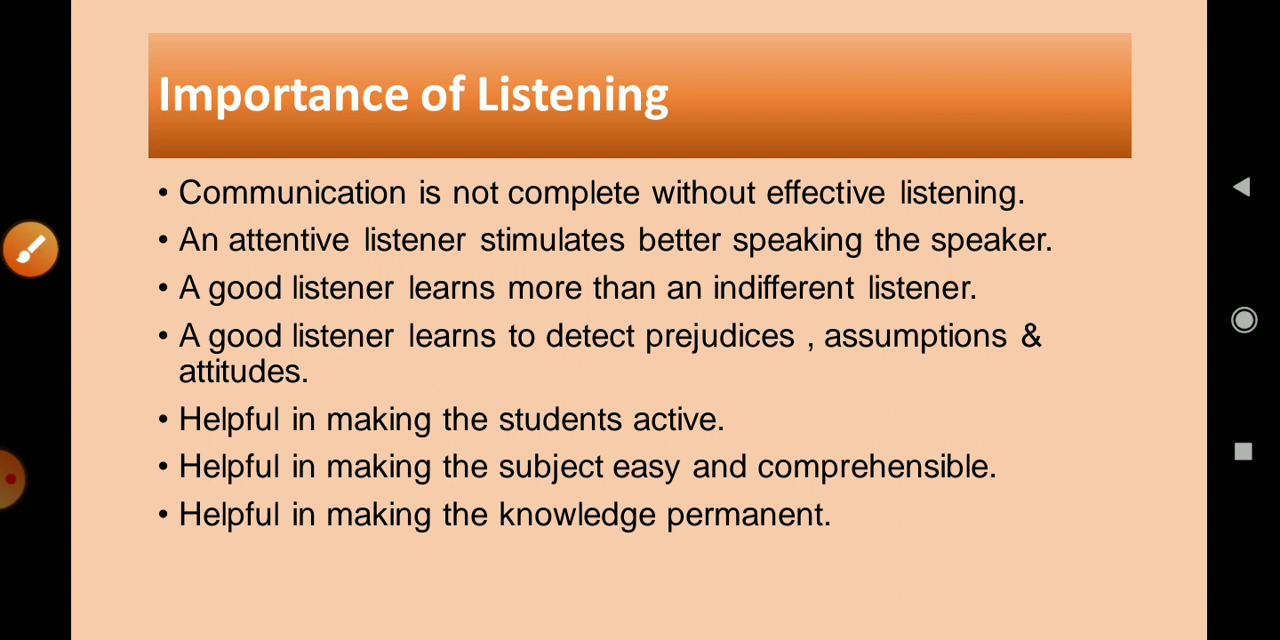 Importance of Listening
• Communication is not complete without effective listening.
• An attentive listener stimulates better speaking the speaker.
• A good listener learns more than an indifferent listener.
• A good listener learns to detect prejudices , assumptions &
attitudes.
• Helpful in making the students active.
• Helpful in making the subject easy and comprehensible.
• Helpful in making the knowledge permanent.